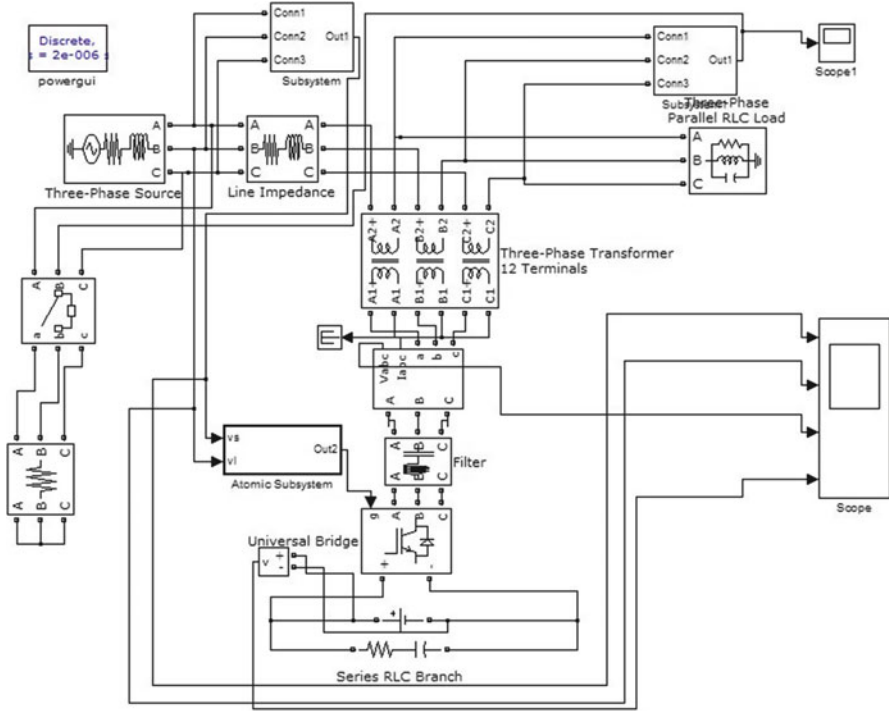 Discrete,
s = 2e-006 s
powergui
Conn1
Conn2
Conn3
Out1
Subsystem
Conn1
Conn2
Conn3
Out1
Subsystem1
Scope1
Three-Phase
Parallel RLC Load
A
B
C
A
B
C
Three-Phase Source
A
B
C
A
B
C
Line Impedance
A2+
A2
B2+
B2
C2+
C2
A1+
A1
B1+
B1
C1+
C1
Three-Phase Transformer
12 Terminals
A
B
C
a
b
c
Vabc
Iabc
a
b
c
A
B
C
A
B
C
A
B
C
Filter
A
B
C
A
B
C
vs
vl
Out2
Atomic Subsystem
g
A
B
C
+
-
Universal Bridge
v
+
-
+
Series RLC Branch
Scope